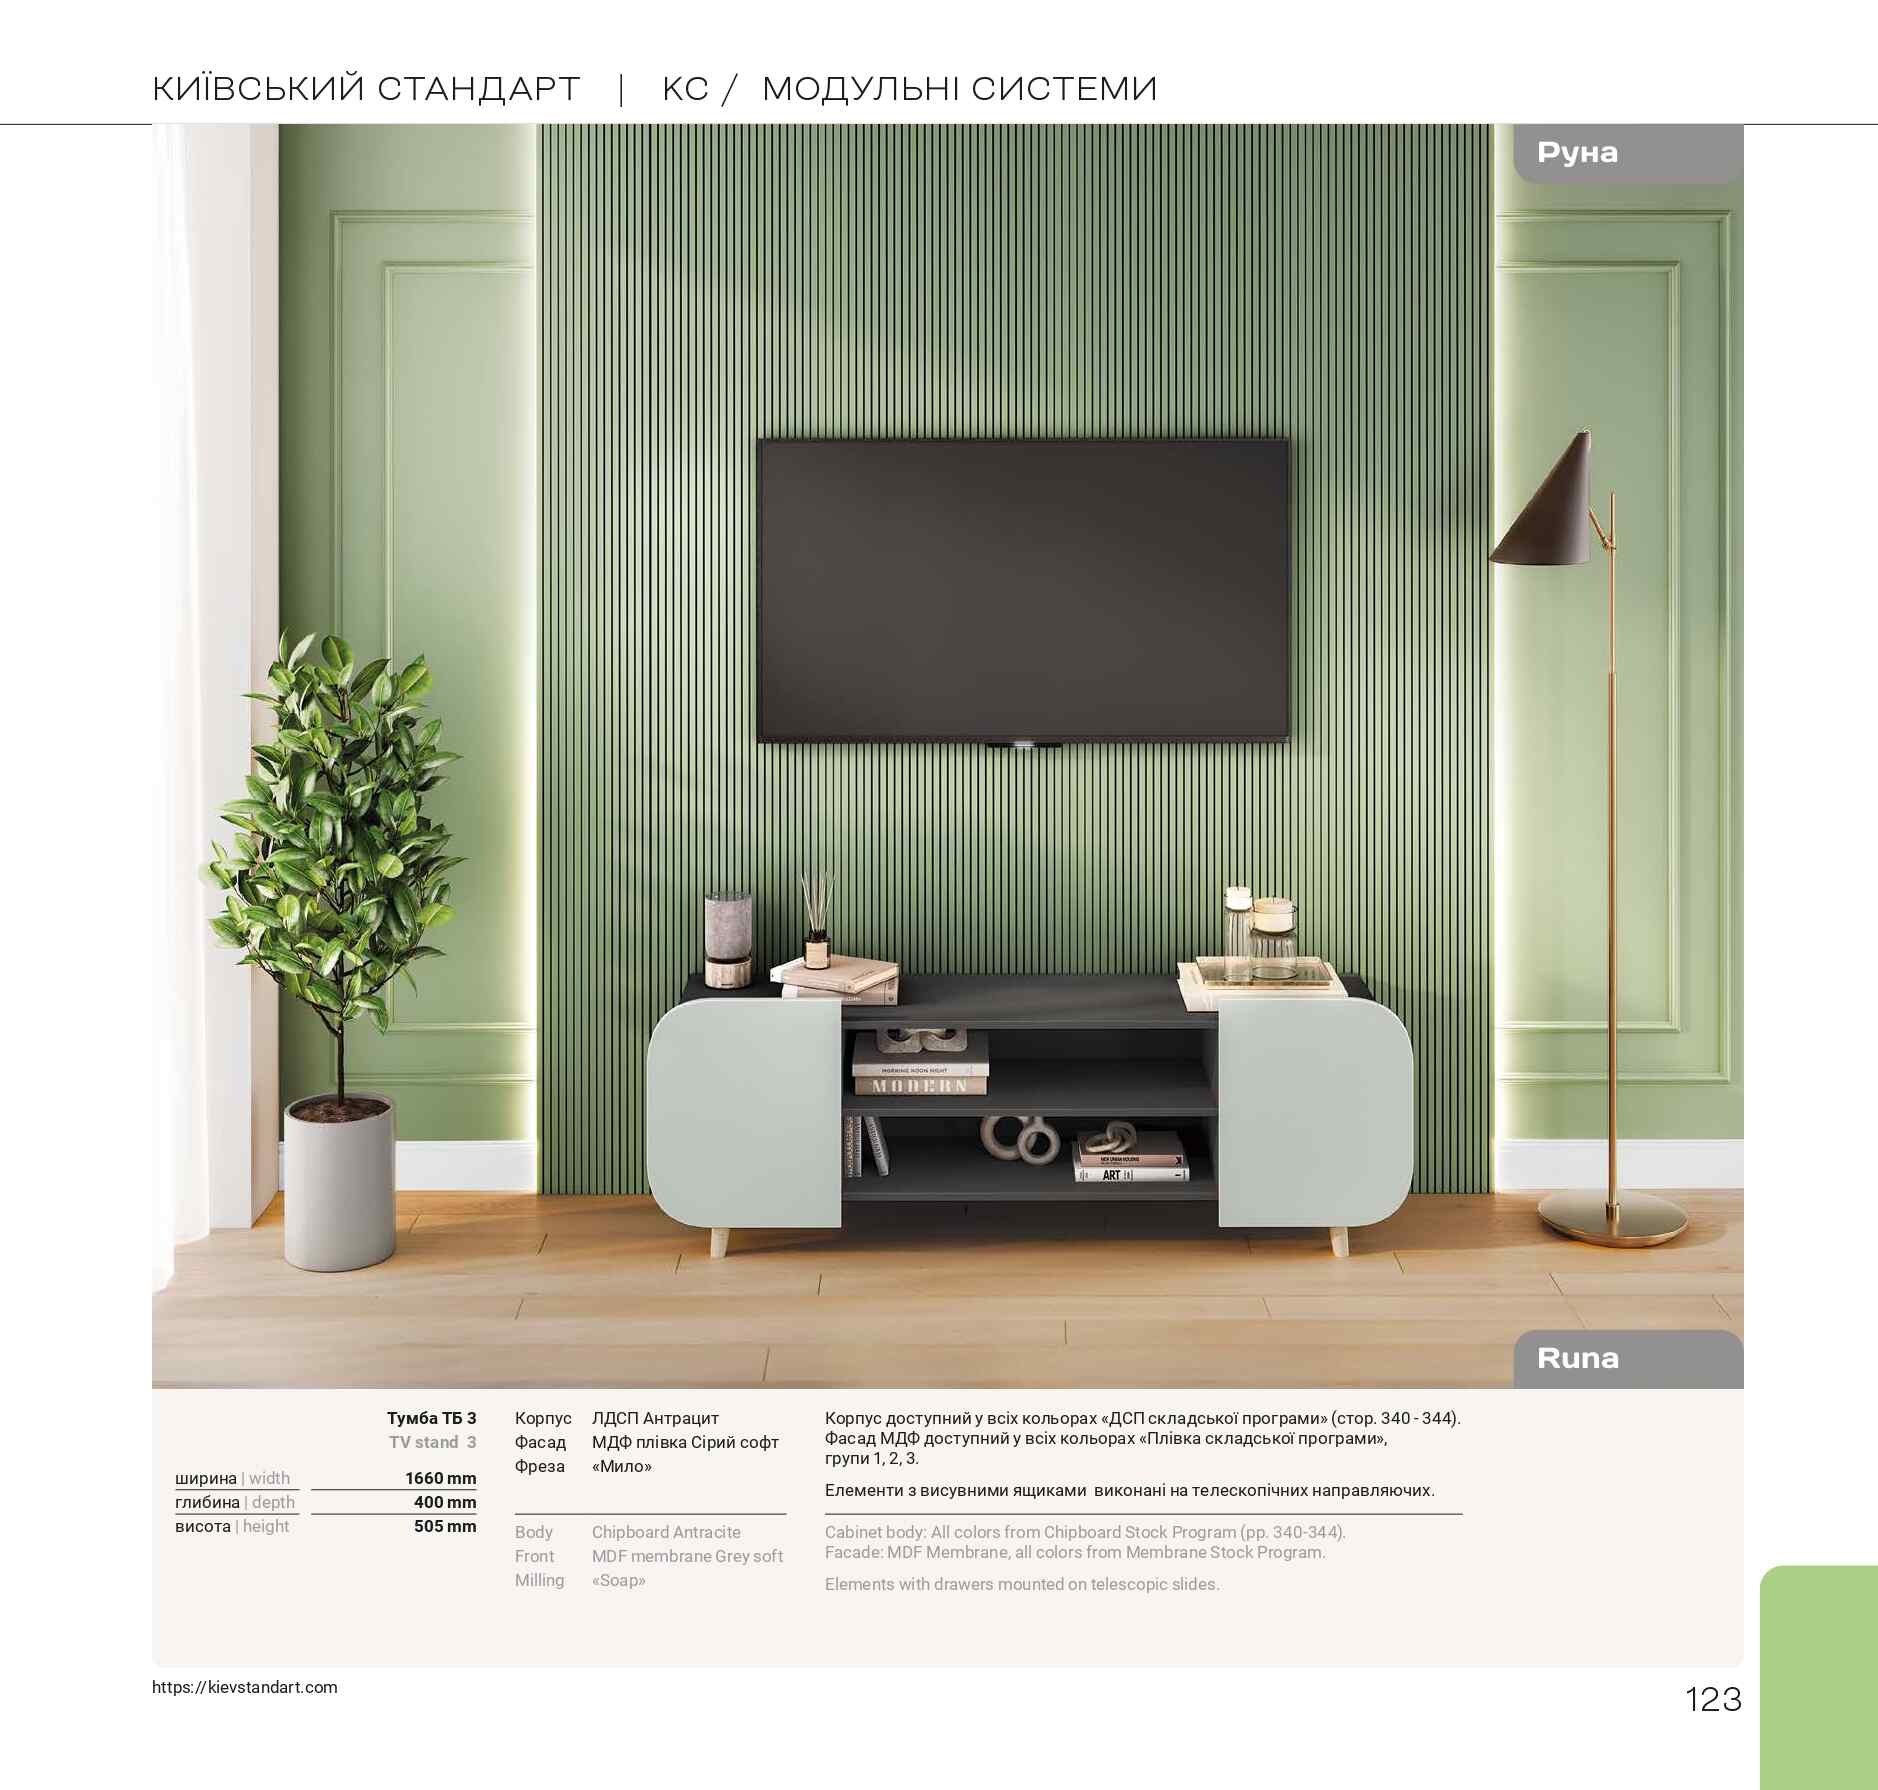 КИЇВСЬКИЙ СТАНДАРТ | КС / МОДУЛЬНІ СИСТЕМИ
Руна
MORNING NOON NIGHT
MODERN
ART
Runa
Тумба ТБ 3
TV stand 3
ширина | width 1660 mm
глибина | depth 400 mm
висота | height 505 mm
Корпус ЛДСП Антрацит
Фасад МДФ плівка Сірий софт
Фреза «Мило»
Body Chipboard Antracite
Front MDF membrane Grey soft
Milling «Soap»
Корпус доступний у всіх кольорах «ДСП складської програми» (стор. 340 - 344).
Фасад МДФ доступний у всіх кольорах «Плівка складської програми»,
групи 1, 2, 3.
Елементи з висувними ящиками виконані на телескопічних направляючих.
Cabinet body: All colors from Chipboard Stock Program (pp. 340-344).
Facade: MDF Membrane, all colors from Membrane Stock Program.
Elements with drawers mounted on telescopic slides.
https://kievstandart.com
123